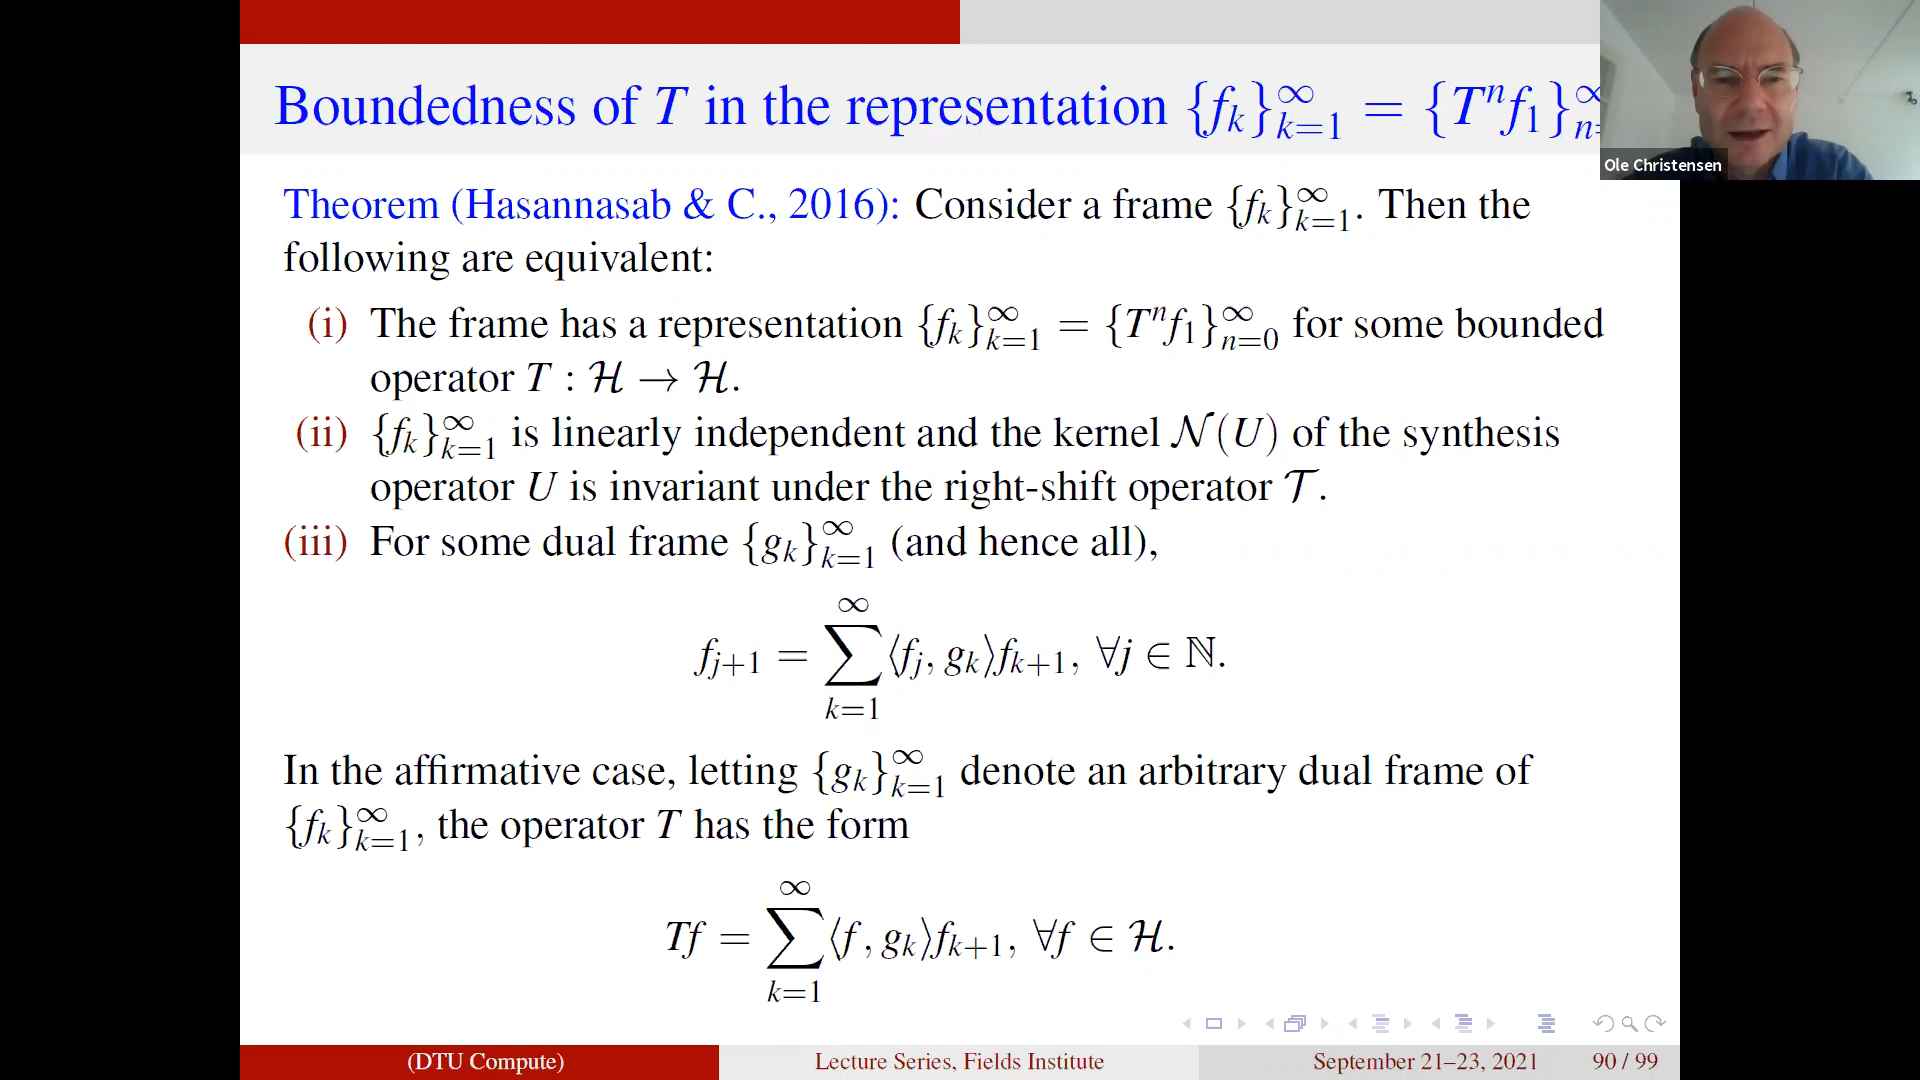 Boundedness of T in the representation {f_k}_{k=1}^∞ = {T^n f_1}_{n=
Ole Christensen
Theorem (Hasannasab & C., 2016): Consider a frame {f_k}_{k=1}^∞. Then the
following are equivalent:
(i) The frame has a representation {f_k}_{k=1}^∞ = {T^n f_1}_{n=0}^∞ for some bounded
operator T : ℋ → ℋ.
(ii) {f_k}_{k=1}^∞ is linearly independent and the kernel 𝒩(U) of the synthesis
operator U is invariant under the right-shift operator 𝒯.
(iii) For some dual frame {g_k}_{k=1}^∞ (and hence all),
f_{j+1} = ∑_{k=1}^∞ ⟨f_j, g_k⟩f_{k+1}, ∀j ∈ ℕ.
In the affirmative case, letting {g_k}_{k=1}^∞ denote an arbitrary dual frame of
{f_k}_{k=1}^∞, the operator T has the form
Tf = ∑_{k=1}^∞ ⟨f, g_k⟩f_{k+1}, ∀f ∈ ℋ.
(DTU Compute) Lecture Series, Fields Institute September 21–23, 2021 90 / 99